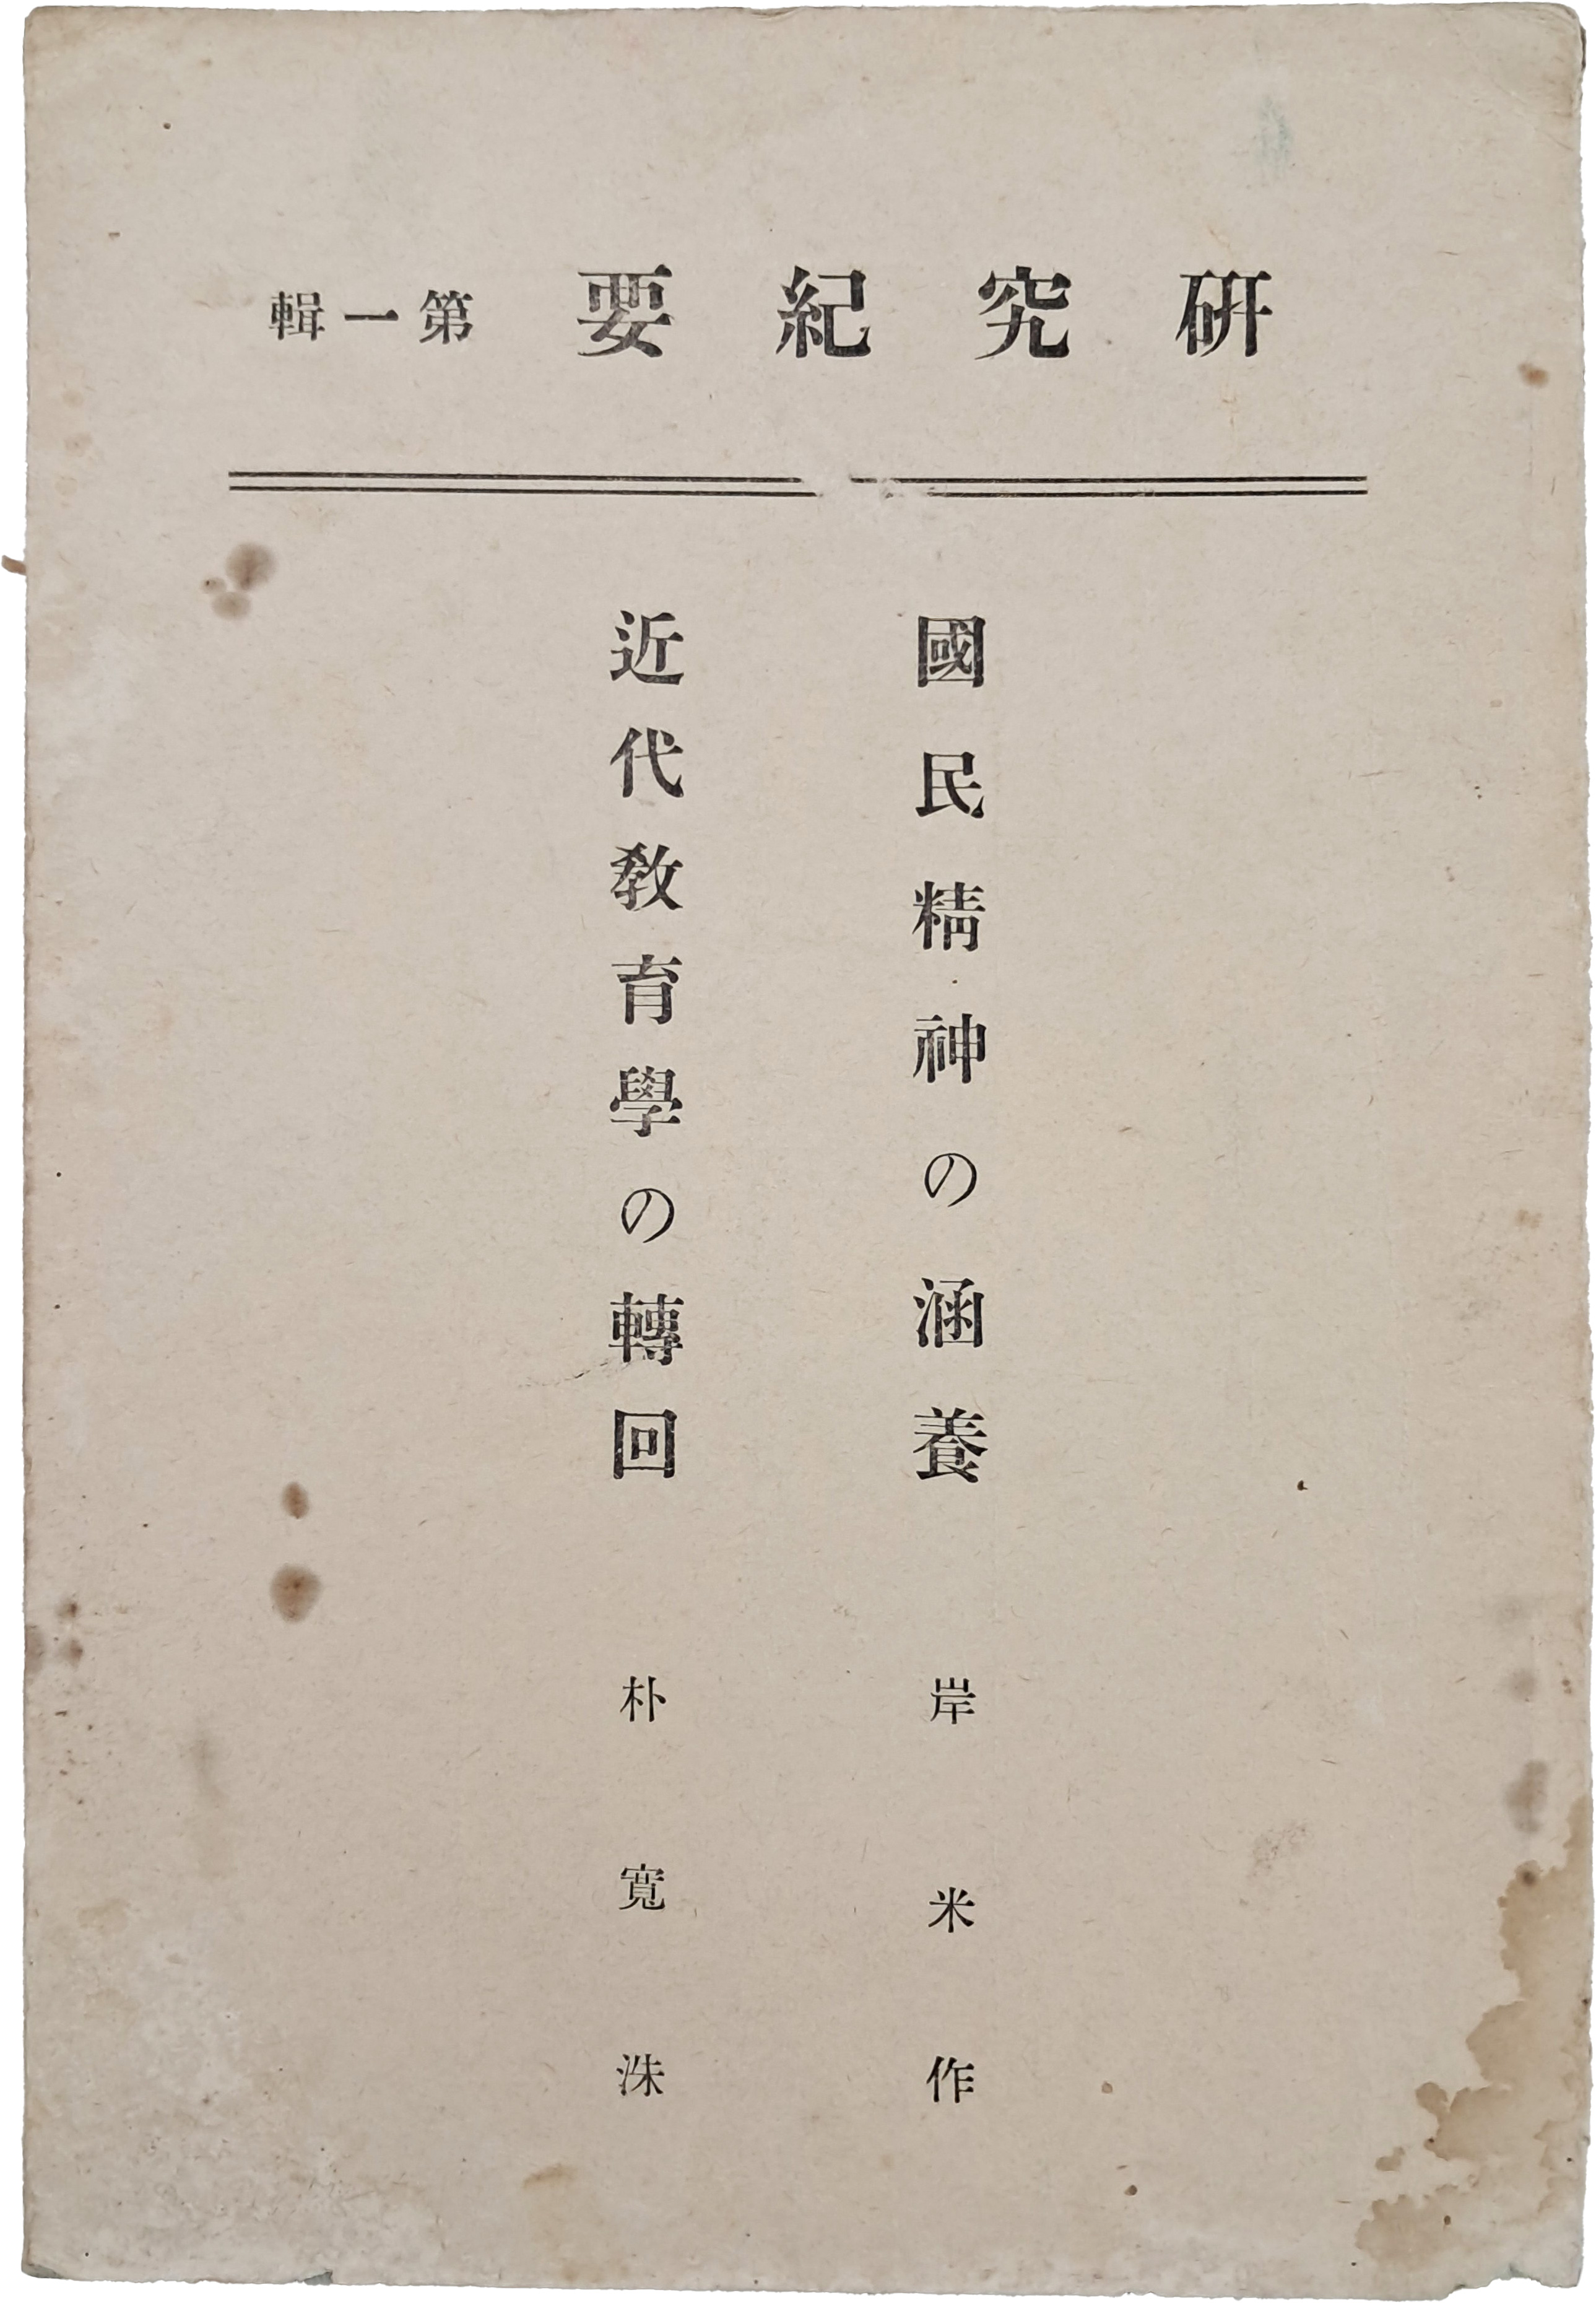 研究紀要 第一輯
國民精神の涵養 岸米作
近代教育學の轉回 朴寬洙